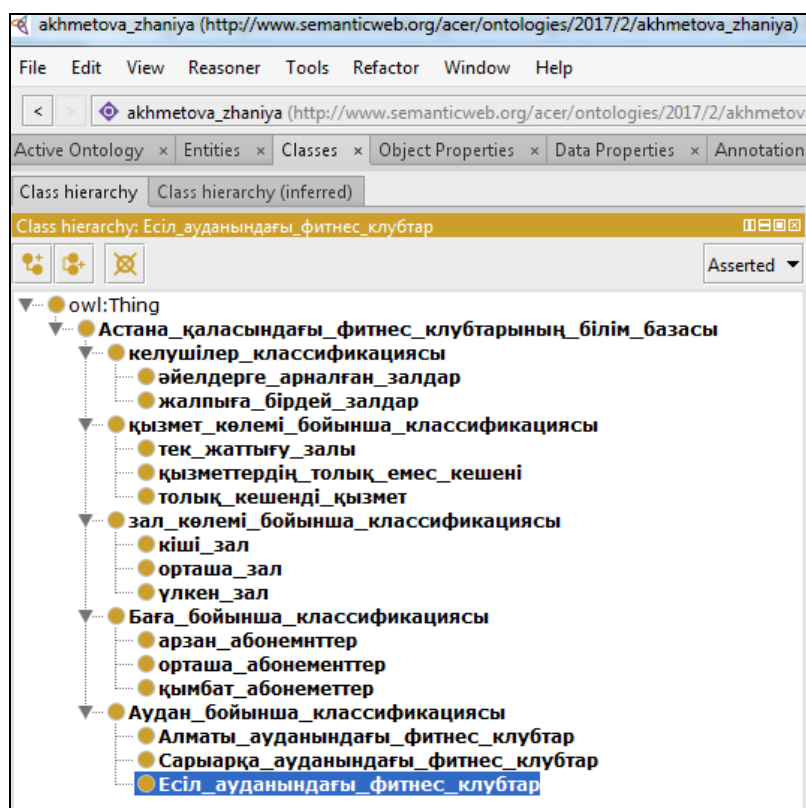 akhmetova_zhaniya (http://www.semanticweb.org/acer/ontologies/2017/2/akhmetova_zhaniya)
File Edit View Reasoner Tools Refactor Window Help
< > akhmetova_zhaniya (http://www.semanticweb.org/acer/ontologies/2017/2/akhmetov
Active Ontology × Entities × Classes × Object Properties × Data Properties × Annotation
Class hierarchy Class hierarchy (inferred)
Class hierarchy: Есіл_ауданындағы_фитнес_клубтар
Asserted
owl:Thing
Астана_қаласындағы_фитнес_клубтарының_білім_базасы
келушілер_классификациясы
әйелдерге_арналған_залдар
жалпыға_бірдей_залдар
қызмет_көлемі_бойынша_классификациясы
тек_жаттығу_залы
қызметтердің_толық_емес_кешені
толық_кешенді_қызмет
зал_көлемі_бойынша_классификациясы
кіші_зал
орташа_зал
үлкен_зал
Баға_бойынша_классификациясы
арзан_абонемнттер
орташа_абонементтер
қымбат_абонеметтер
Аудан_бойынша_классификациясы
Алматы_ауданындағы_фитнес_клубтар
Сарыарқа_ауданындағы_фитнес_клубтар
Есіл_ауданындағы_фитнес_клубтар